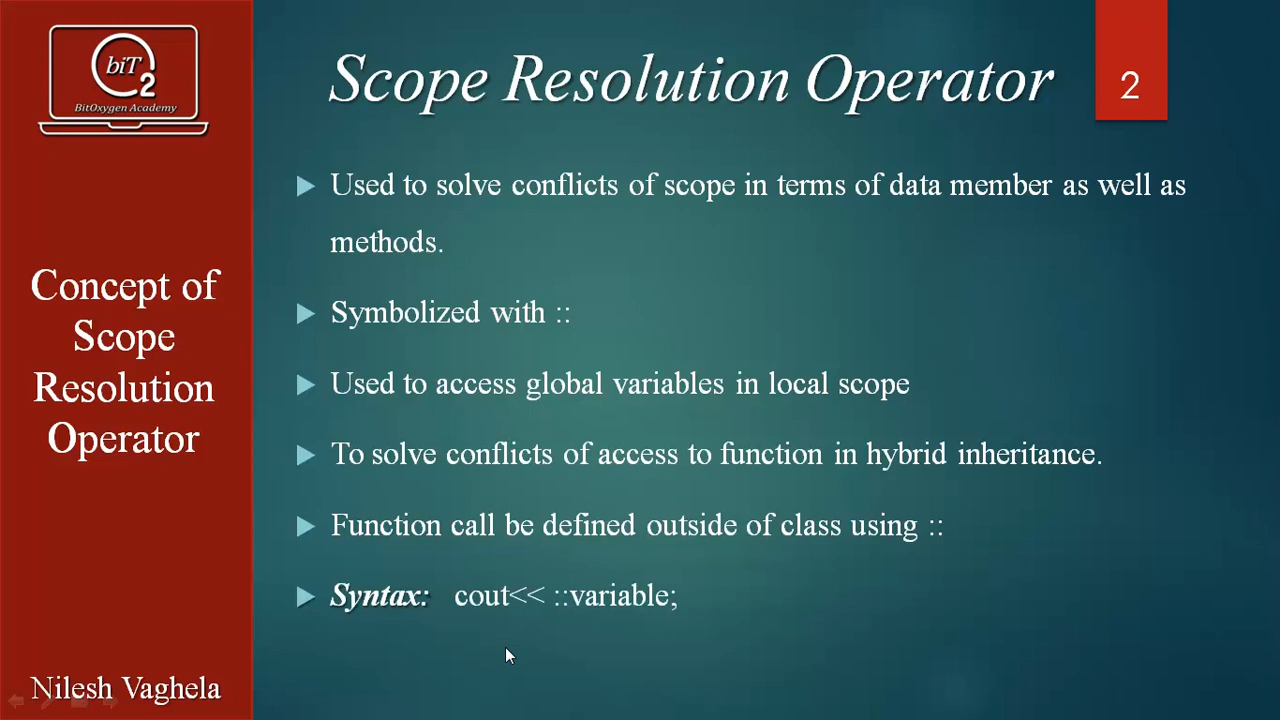 biT
2
BitOxygen Academy
Concept of
Scope
Resolution
Operator
Nilesh Vaghela
Scope Resolution Operator
2
Used to solve conflicts of scope in terms of data member as well as
methods.
Symbolized with ::
Used to access global variables in local scope
To solve conflicts of access to function in hybrid inheritance.
Function call be defined outside of class using ::
Syntax: cout<< ::variable;